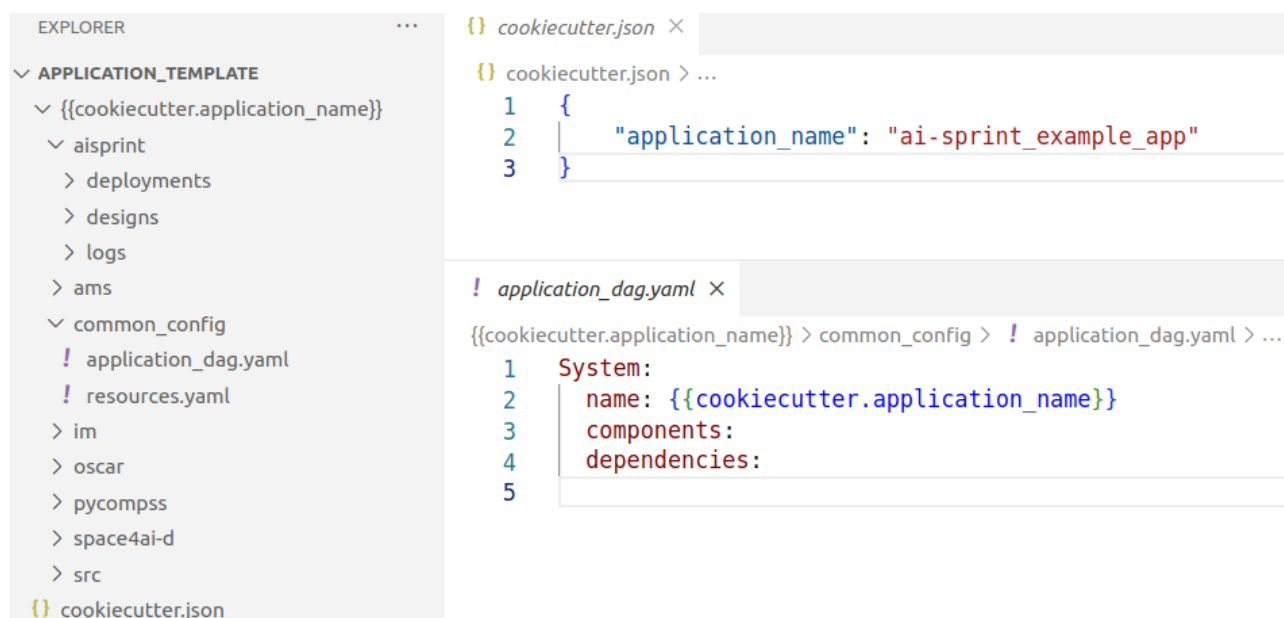 EXPLORER ...
APPLICATION_TEMPLATE
{{cookiecutter.application_name}}
aisprint
deployments
designs
logs
ams
common_config
! application_dag.yaml
! resources.yaml
im
oscar
pycompss
space4ai-d
src
{} cookiecutter.json
{} cookiecutter.json ×
{} cookiecutter.json > ...
1 {
2     "application_name": "ai-sprint_example_app"
3 }
! application_dag.yaml ×
{{cookiecutter.application_name}} > common_config > ! application_dag.yaml > ...
1 System:
2   name: {{cookiecutter.application_name}}
3   components:
4   dependencies:
5